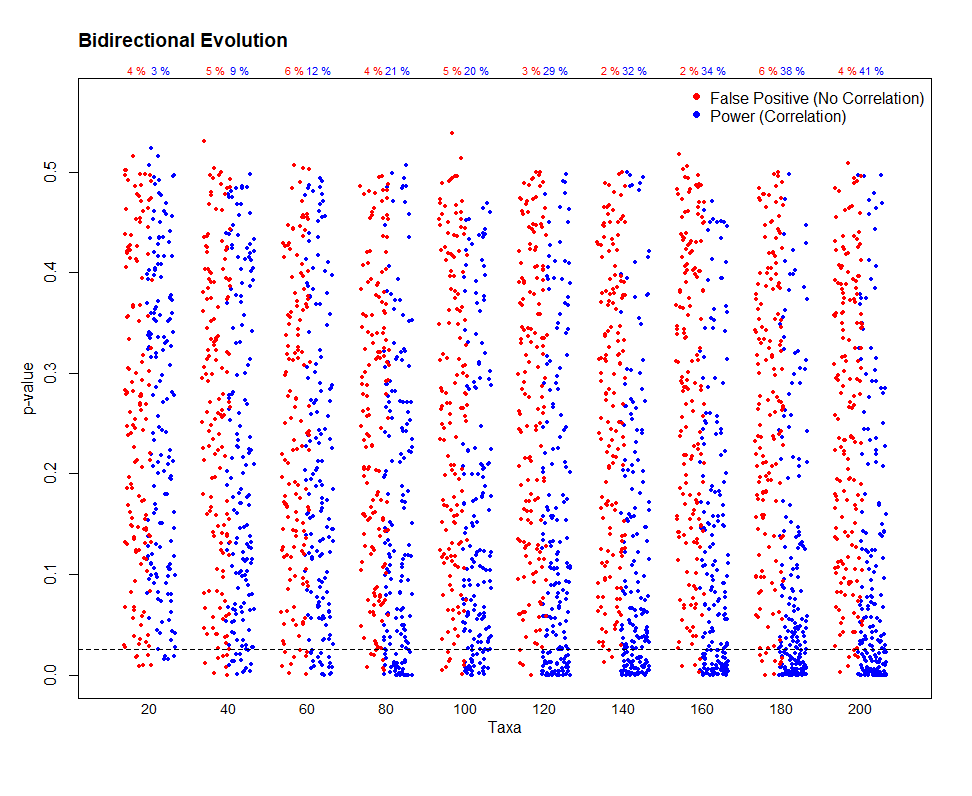 Bidirectional Evolution
4 % 3 % 5 % 9 % 6 % 12 % 4 % 21 % 5 % 20 % 3 % 29 % 2 % 32 % 2 % 34 % 6 % 38 % 4 % 41 %
False Positive (No Correlation)
Power (Correlation)
0.5
0.4
0.3
p-value
0.2
0.1
0.0
20 40 60 80 100 120 140 160 180 200
Taxa